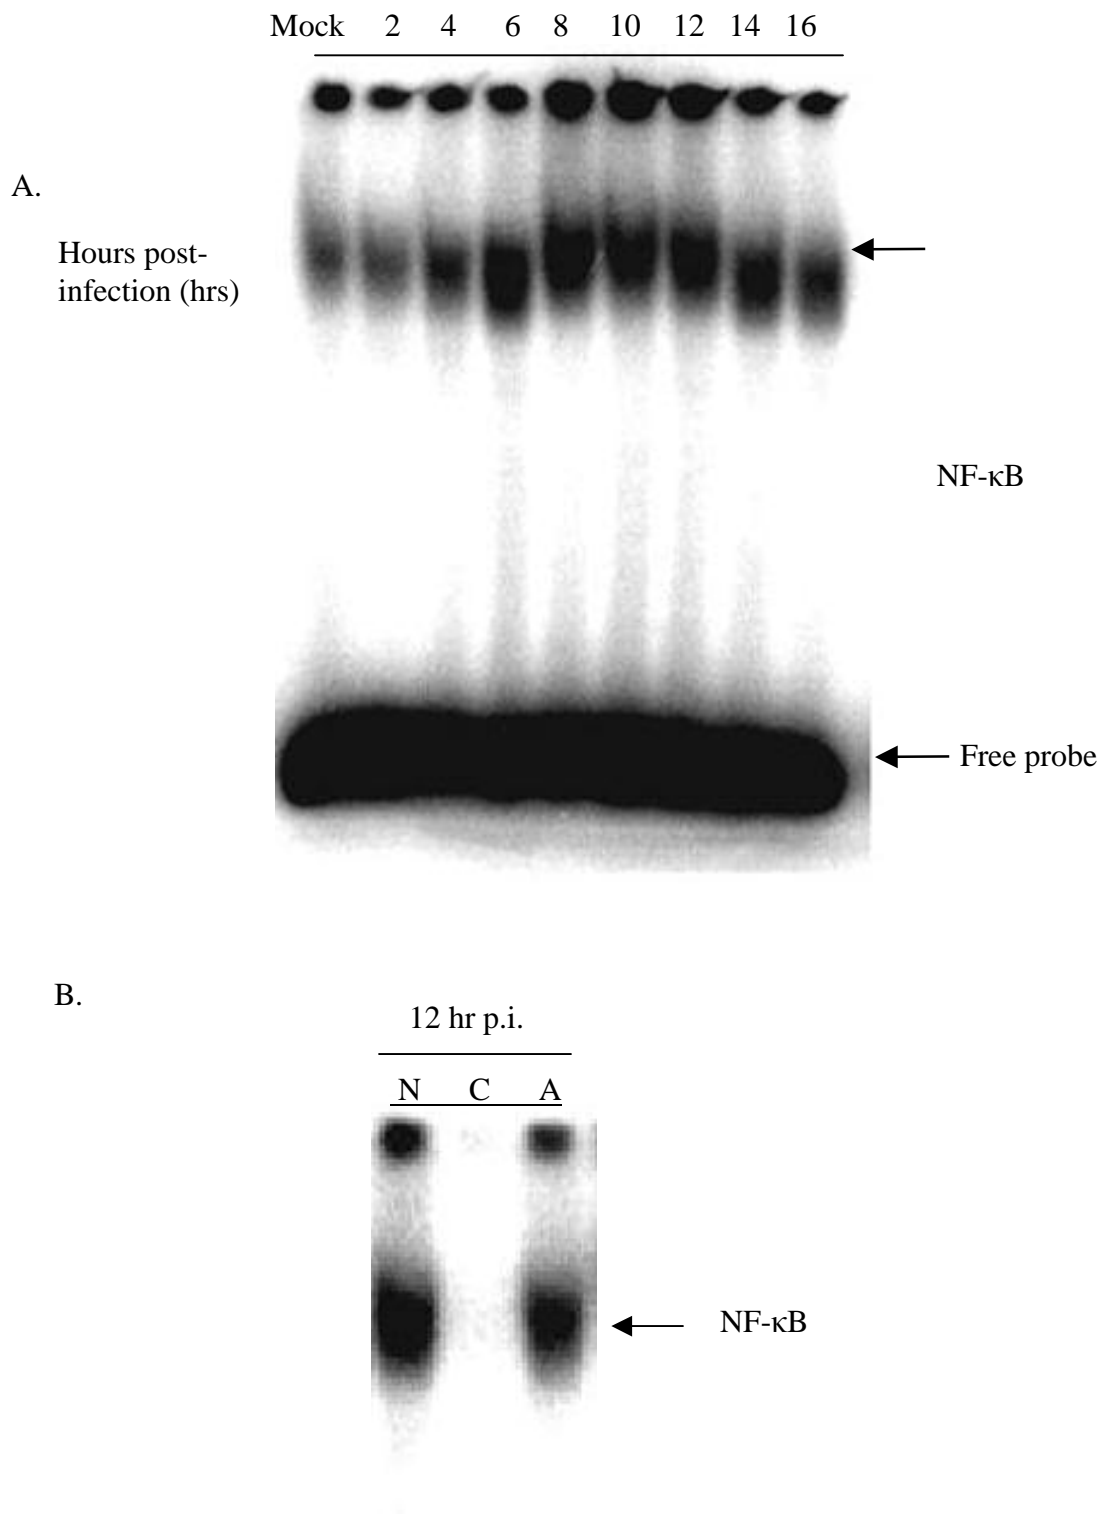 Mock 2 4 6 8 10 12 14 16
A.
Hours post-
infection (hrs)
NF-κB
Free probe
B.
12 hr p.i.
N C A
NF-κB